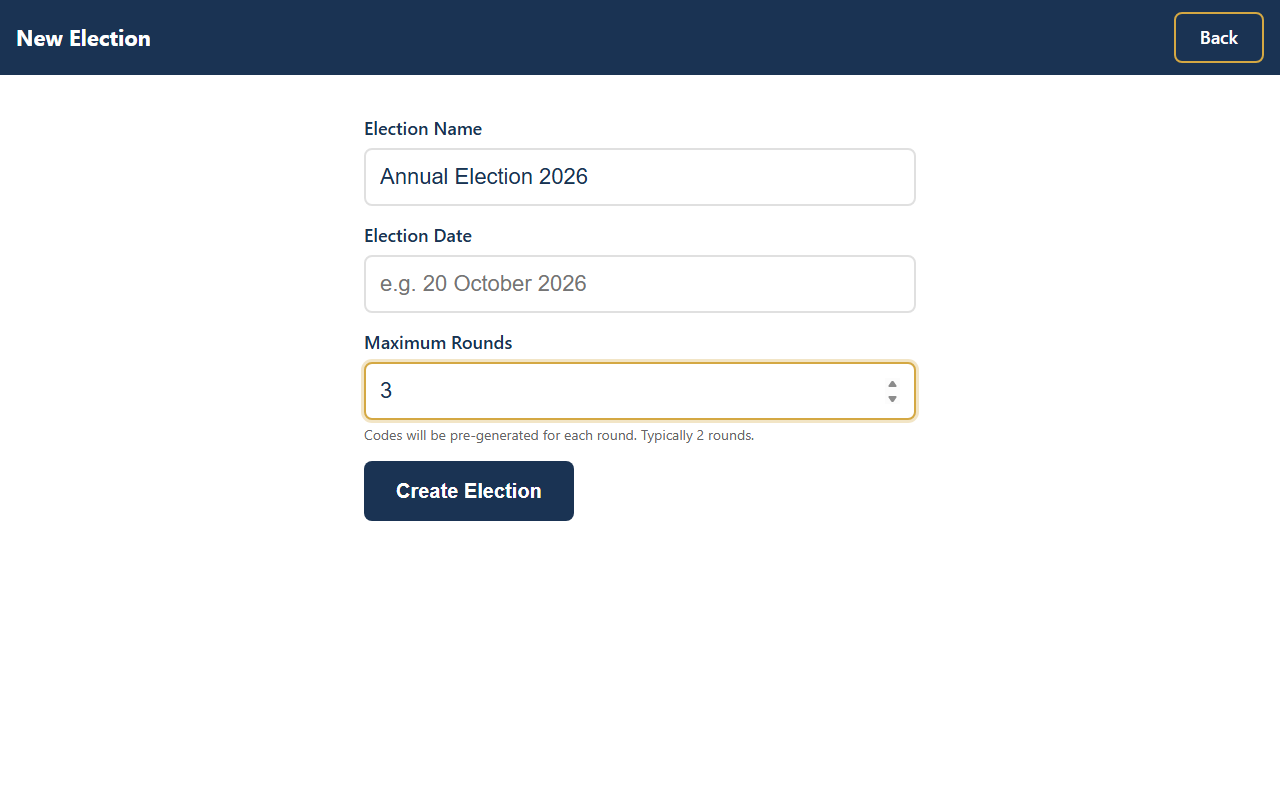 New Election
Back
Election Name
Annual Election 2026
Election Date
e.g. 20 October 2026
Maximum Rounds
3
Codes will be pre-generated for each round. Typically 2 rounds.
Create Election